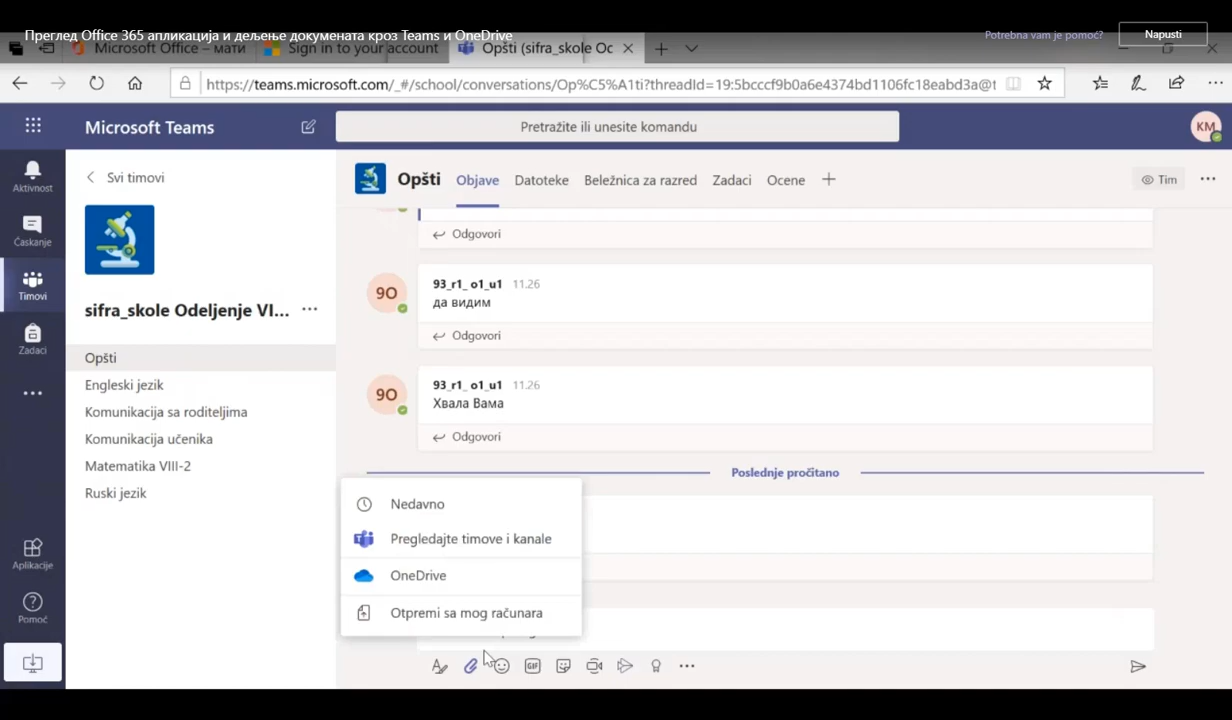 Преглед Office 365 апликација и дељење докумената кроз Teams и OneDrive
Potrebna vam je pomoć?
Napusti
Microsoft Office – мати
Sign in to your account
Opšti (sifra_skole Oc
https://teams.microsoft.com/_#/school/conversations/Op%C5%A1ti?threadId=19:5bcccf9b0a6e4374bd1106fc18eabd3a@t
Microsoft Teams
Pretražite ili unesite komandu
KM
Aktivnost
Ćaskanje
Timovi
Zadaci
Aplikacije
Pomoć
Svi timovi
sifra_skole Odeljenje VI...
Opšti
Engleski jezik
Komunikacija sa roditeljima
Komunikacija učenika
Matematika VIII-2
Ruski jezik
Opšti
Objave
Datoteke
Beležnica za razred
Zadaci
Ocene
Tim
Odgovori
9O
93_r1_ o1_u1 11.26
да видим
Odgovori
9O
93_r1_ o1_u1 11.26
Хвала Вама
Odgovori
Poslednje pročitano
Nedavno
Pregledajte timove i kanale
OneDrive
Otpremi sa mog računara
GIF